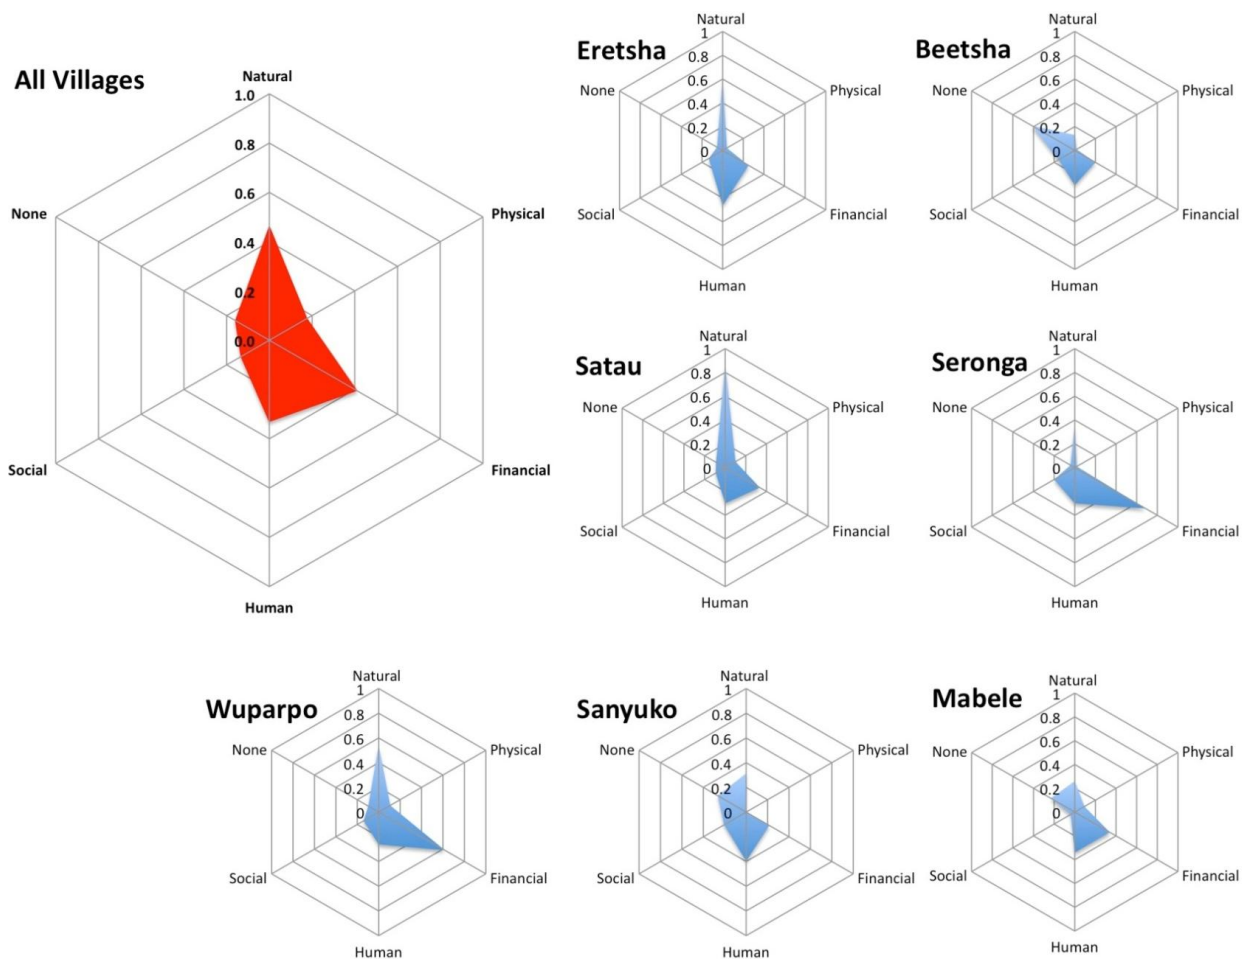 All Villages
Natural
1.0
0.8
0.6
0.4
0.2
0.0
None
Physical
Social
Financial
Human
Eretsha
Natural
1
0.8
0.6
0.4
0.2
0
None
Physical
Social
Financial
Human
Beetsha
Natural
1
0.8
0.6
0.4
0.2
0
None
Physical
Social
Financial
Human
Satau
Natural
1
0.8
0.6
0.4
0.2
0
None
Physical
Social
Financial
Human
Seronga
Natural
1
0.8
0.6
0.4
0.2
0
None
Physical
Social
Financial
Human
Wuparpo
Natural
1
0.8
0.6
0.4
0.2
0
None
Physical
Social
Financial
Human
Sanyuko
Natural
1
0.8
0.6
0.4
0.2
0
None
Physical
Social
Financial
Human
Mabele
Natural
1
0.8
0.6
0.4
0.2
0
None
Physical
Social
Financial
Human